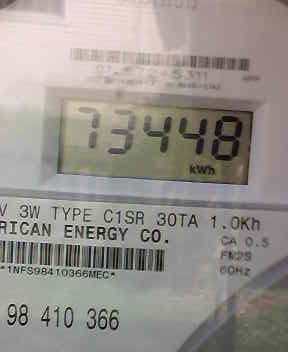 73448
kWh
V 3W TYPE C1SR 30TA 1.0Kh
RICAN ENERGY CO.
CA 0.5
FM2S
60Hz
*1NFS98410366MEC*
98 410 366